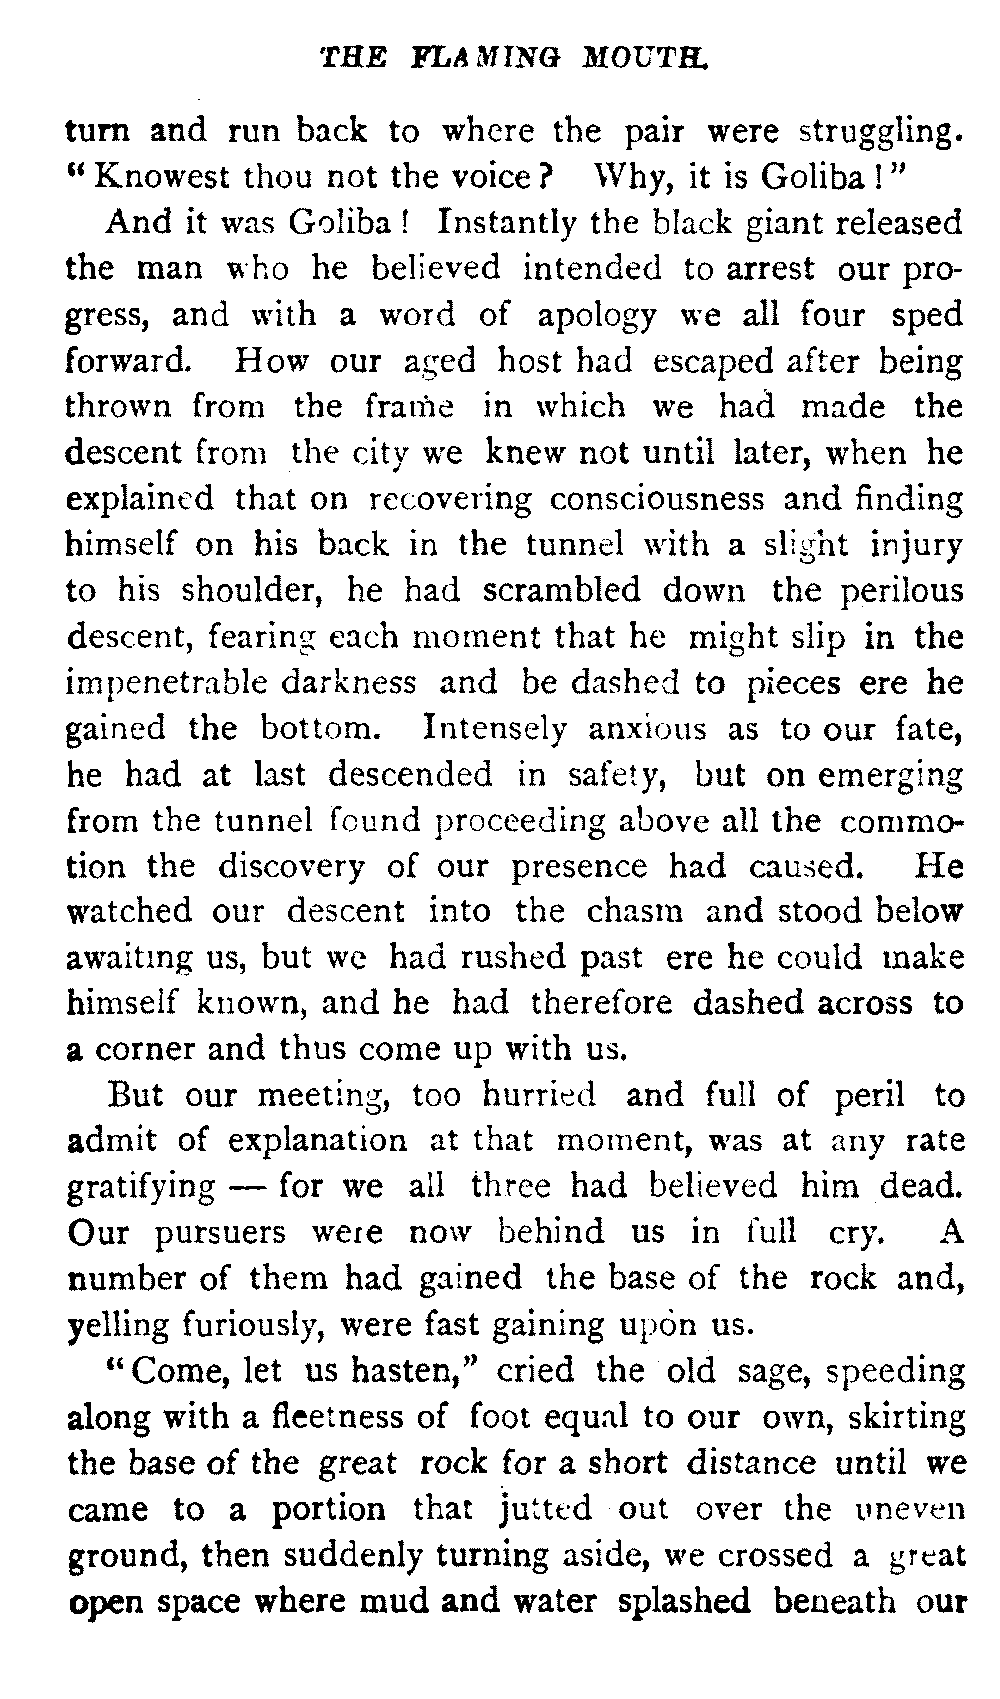 THE FLAMING MOUTH.
turn and run back to where the pair were struggling.
“Knowest thou not the voice? Why, it is Goliba!”
And it was Goliba! Instantly the black giant released
the man who he believed intended to arrest our pro-
gress, and with a word of apology we all four sped
forward. How our aged host had escaped after being
thrown from the frame in which we had made the
descent from the city we knew not until later, when he
explained that on recovering consciousness and finding
himself on his back in the tunnel with a slight injury
to his shoulder, he had scrambled down the perilous
descent, fearing each moment that he might slip in the
impenetrable darkness and be dashed to pieces ere he
gained the bottom. Intensely anxious as to our fate,
he had at last descended in safety, but on emerging
from the tunnel found proceeding above all the commo-
tion the discovery of our presence had caused. He
watched our descent into the chasm and stood below
awaiting us, but we had rushed past ere he could make
himself known, and he had therefore dashed across to
a corner and thus come up with us.
But our meeting, too hurried and full of peril to
admit of explanation at that moment, was at any rate
gratifying — for we all three had believed him dead.
Our pursuers were now behind us in full cry. A
number of them had gained the base of the rock and,
yelling furiously, were fast gaining upon us.
“Come, let us hasten,” cried the old sage, speeding
along with a fleetness of foot equal to our own, skirting
the base of the great rock for a short distance until we
came to a portion that jutted out over the uneven
ground, then suddenly turning aside, we crossed a great
open space where mud and water splashed beneath our